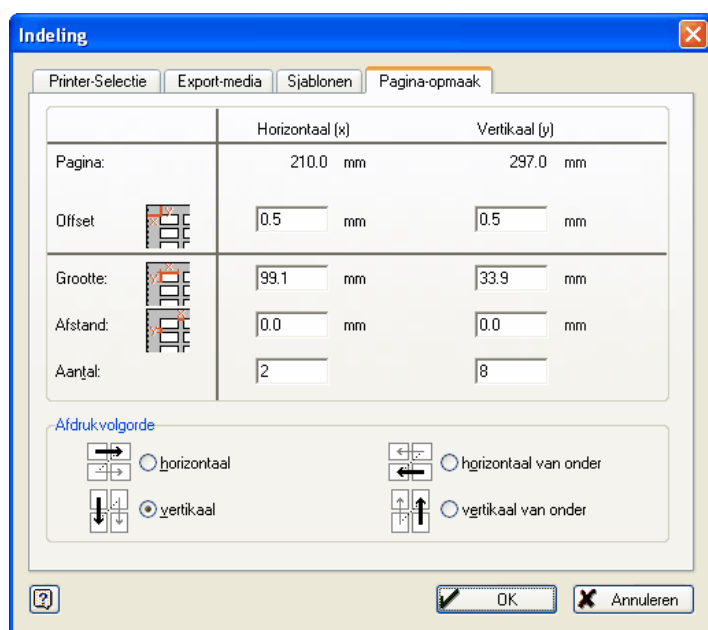 Indeling
Printer-Selectie Export-media Sjablonen Pagina-opmaak
Horizontaal (x) Vertikaal (y)
Pagina: 210.0 mm 297.0 mm
Offset 0.5 mm 0.5 mm
Grootte: 99.1 mm 33.9 mm
Afstand: 0.0 mm 0.0 mm
Aantal: 2 8
Afdrukvolgorde
horizontaal horizontaal van onder
vertikaal vertikaal van onder
OK Annuleren